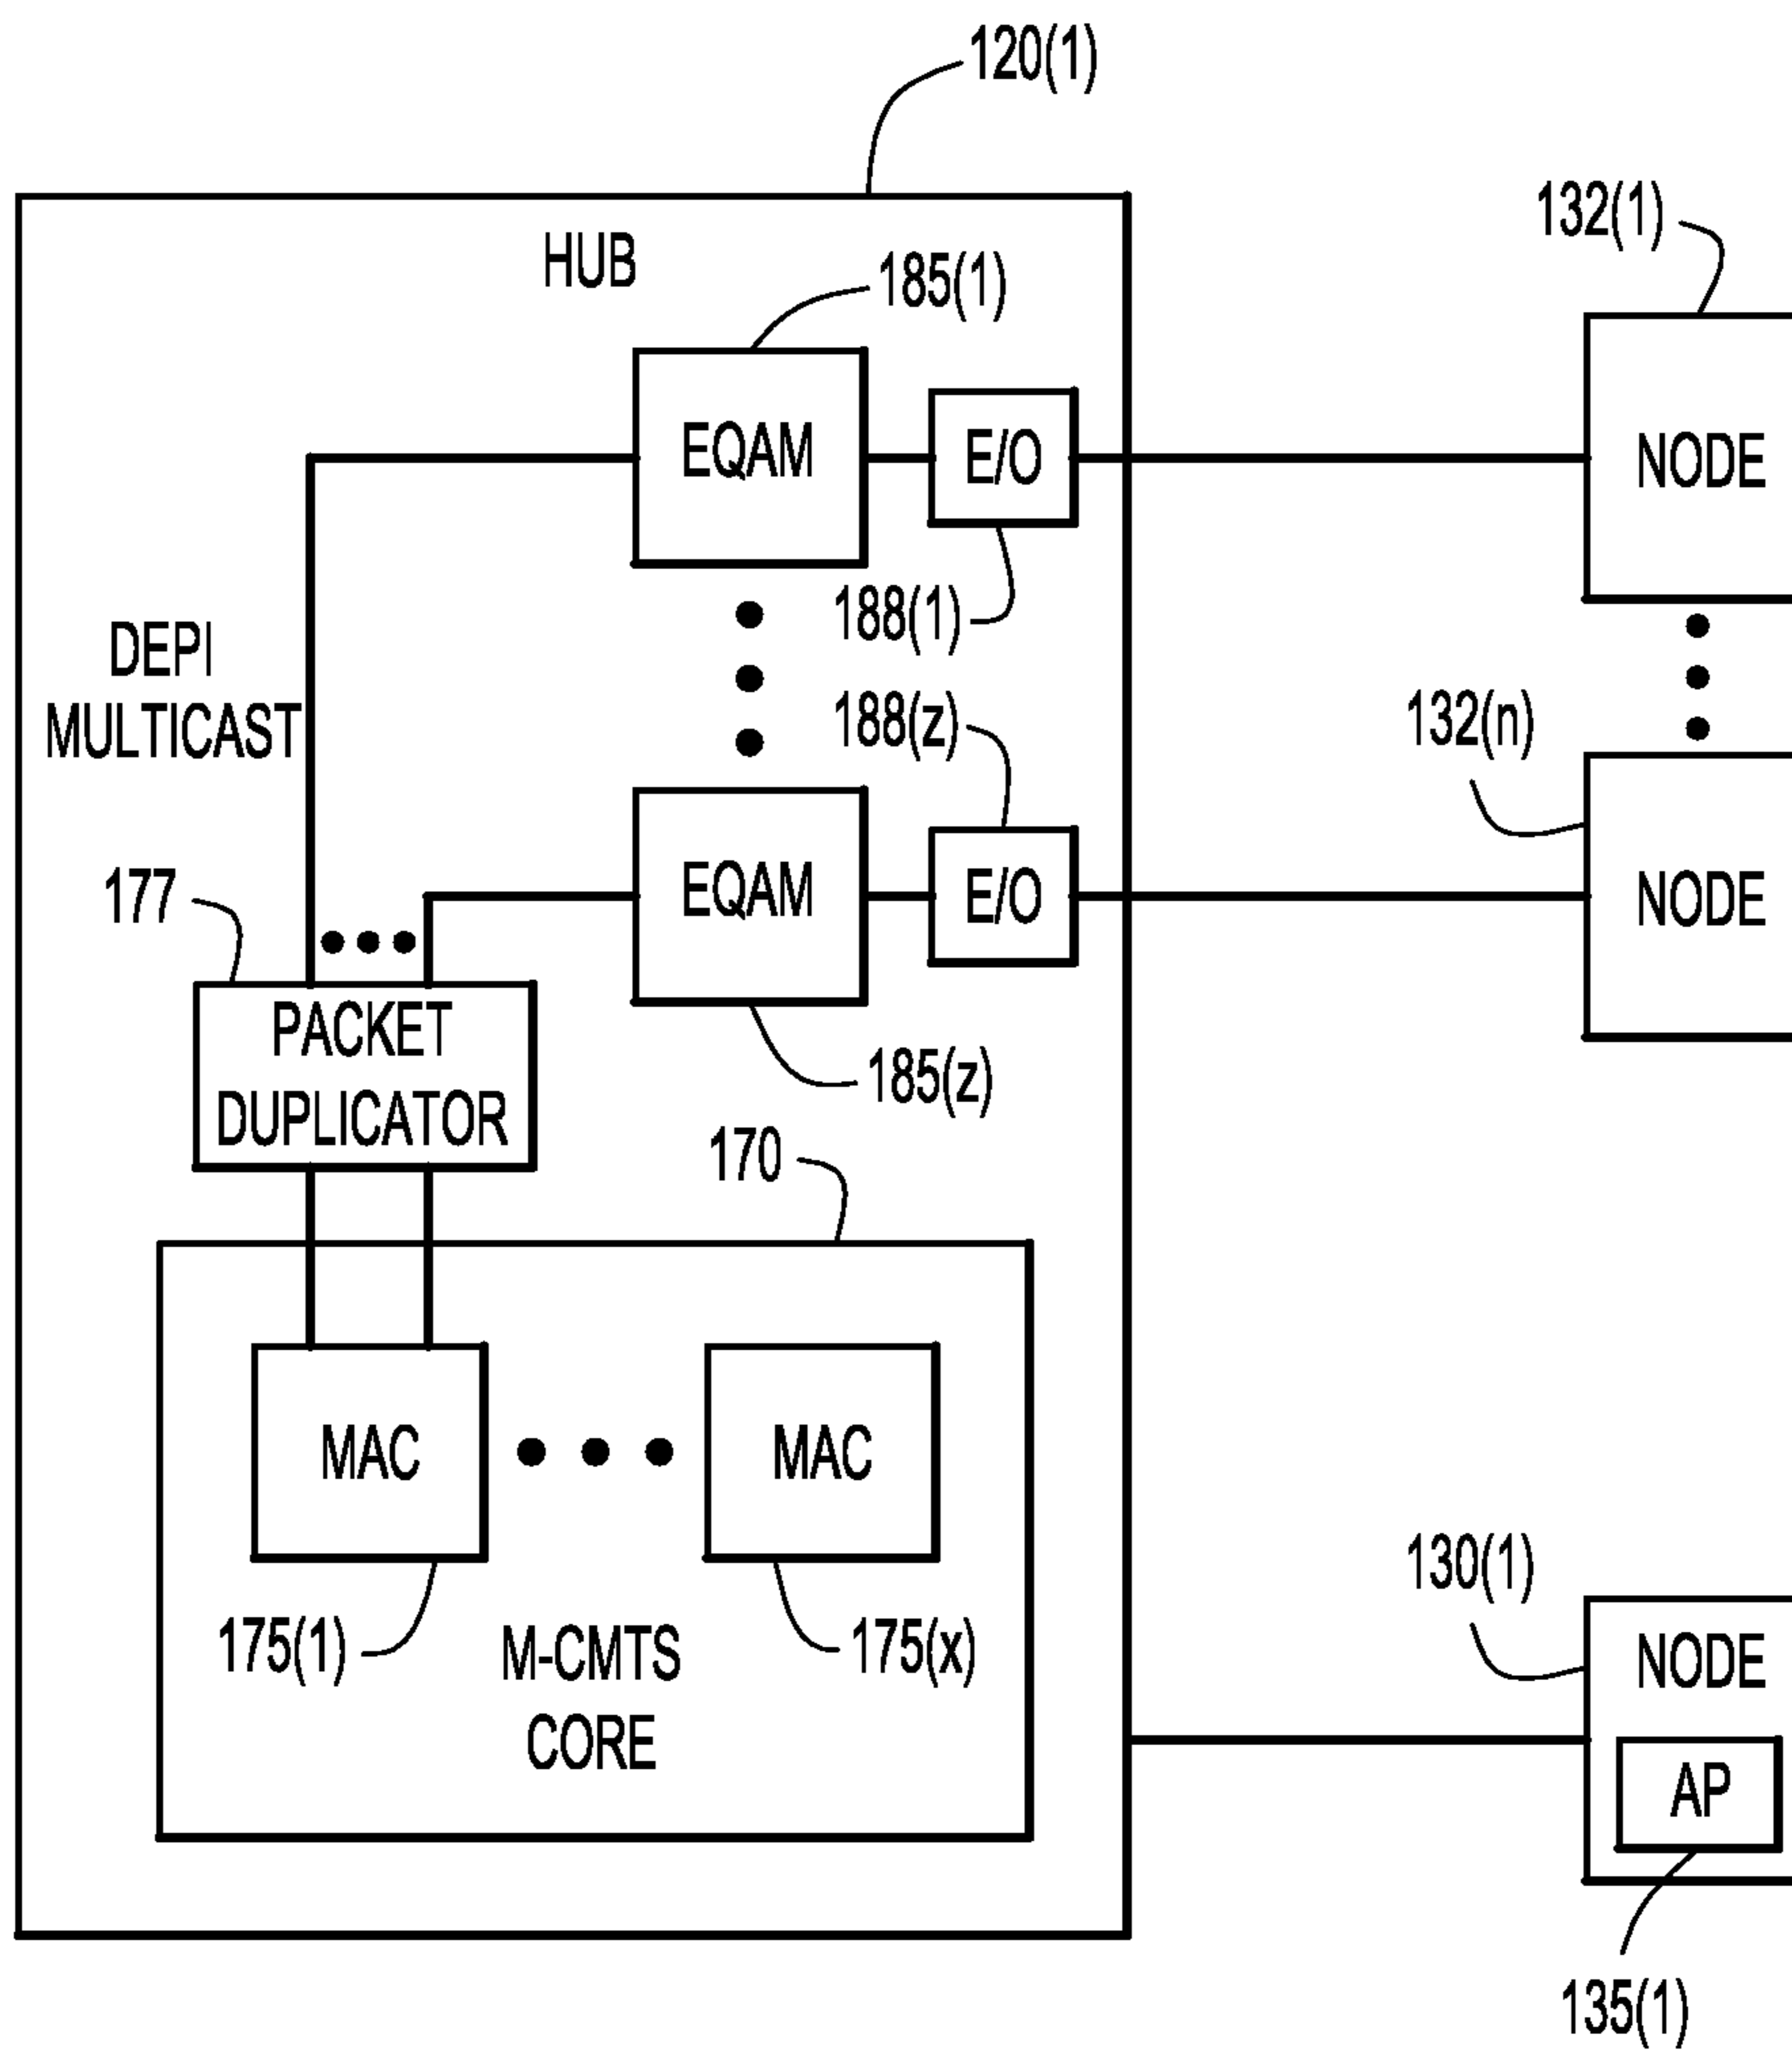 120(1)
132(1)
HUB
185(1)
EQAM
E/O
NODE
188(1)
DEPI
MULTICAST
188(z)
132(n)
177
EQAM
E/O
NODE
PACKET
DUPLICATOR
185(z)
170
MAC
MAC
130(1)
175(1)
M-CMTS
CORE
175(x)
NODE
AP
135(1)